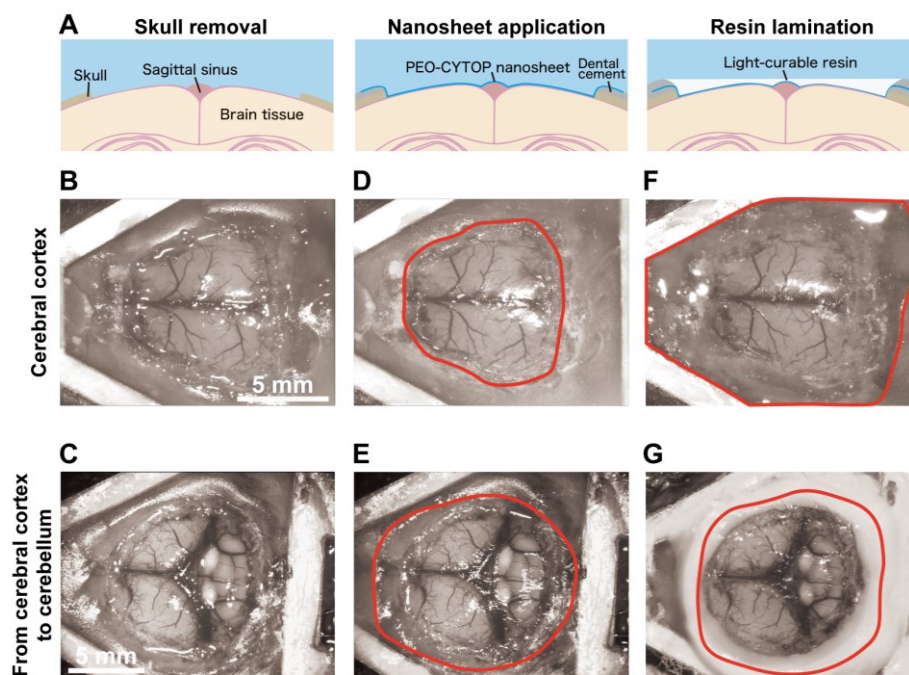 A
Skull removal
Nanosheet application
Resin lamination
Skull
Sagittal sinus
Brain tissue
PEO-CYTOP nanosheet
Dental
cement
Light-curable resin
B
D
F
Cerebral cortex
5 mm
C
E
G
From cerebral cortex
to cerebellum
5 mm